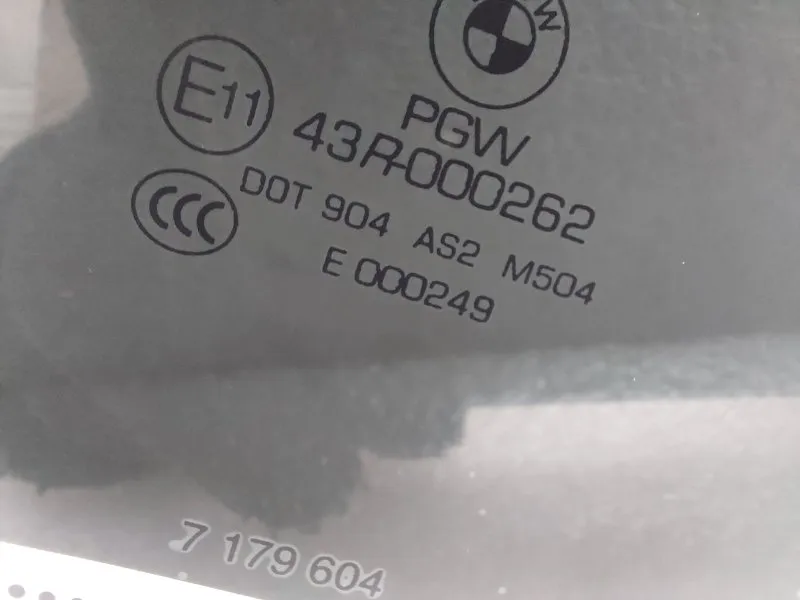 W
PGW
E11
43R-000262
CCC
DOT 904 AS2 M504
E 000249
7 179 604